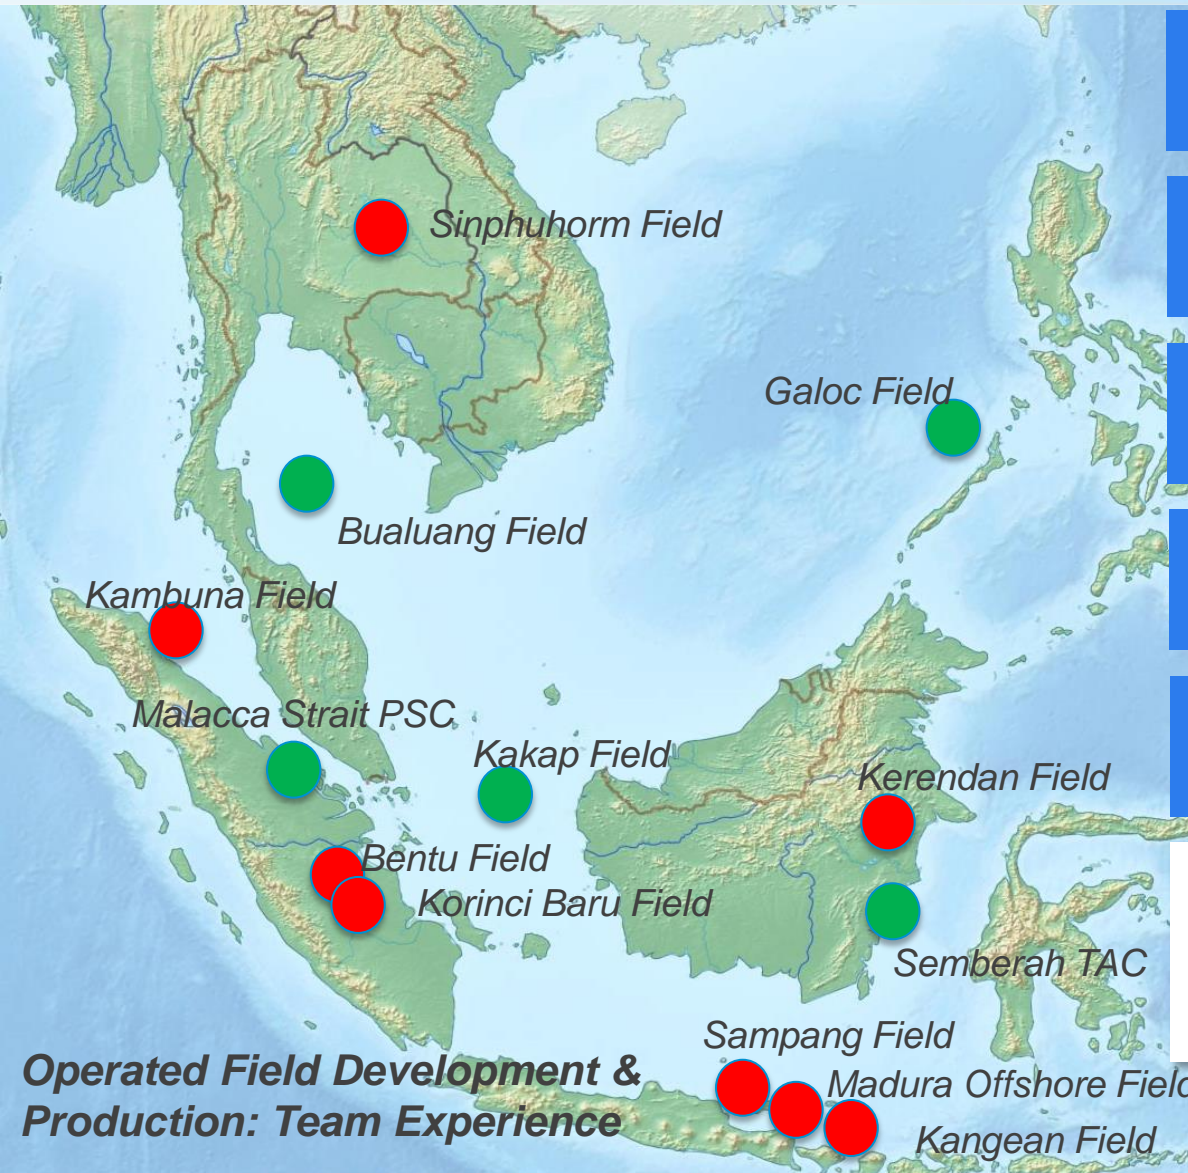 Sinphuhorm Field
Galoc Field
Bualuang Field
Kambuna Field
Malacca Strait PSC
Kakap Field
Kerendan Field
Bentu Field
Korinci Baru Field
Semberah TAC
Sampang Field
Operated Field Development &
Production: Team Experience
Madura Offshore Field
Kangean Field